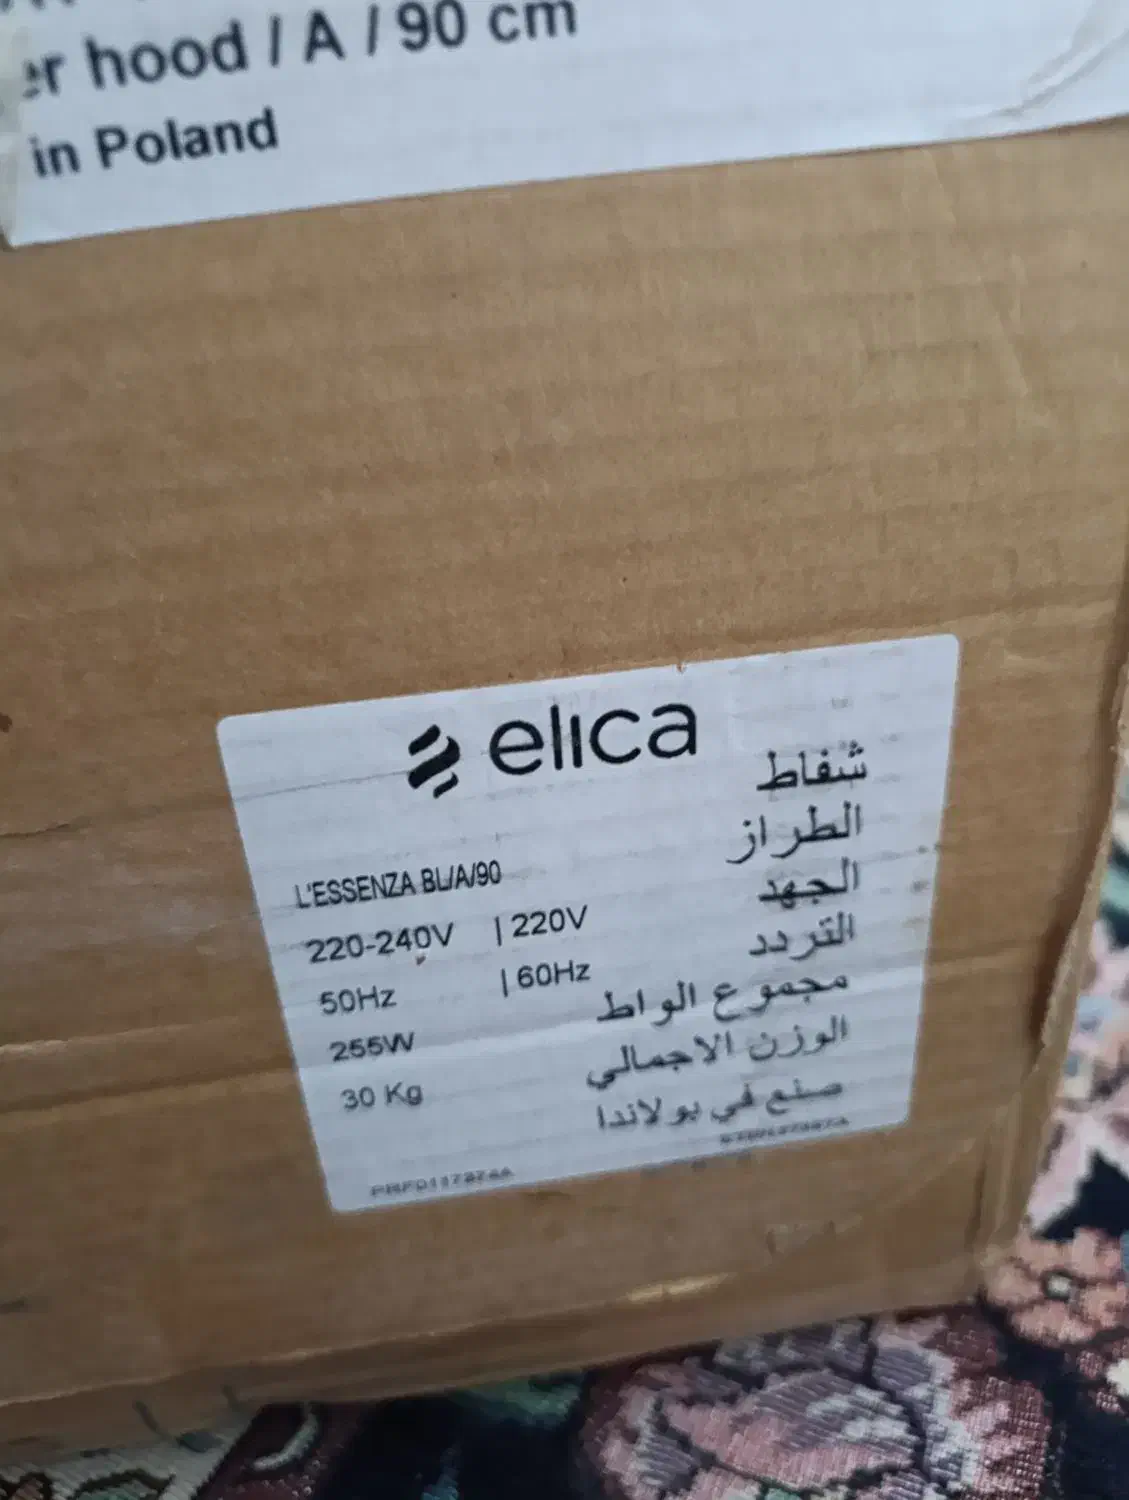 hood / A / 90 cm
in Poland
elica
شفاط
L'ESSENZA BL/A/90 الطراز
220-240V | 220V الجهد
50Hz | 60Hz التردد
255W مجموع الواط
30 Kg الوزن الاجمالي
صنع في بولاندا